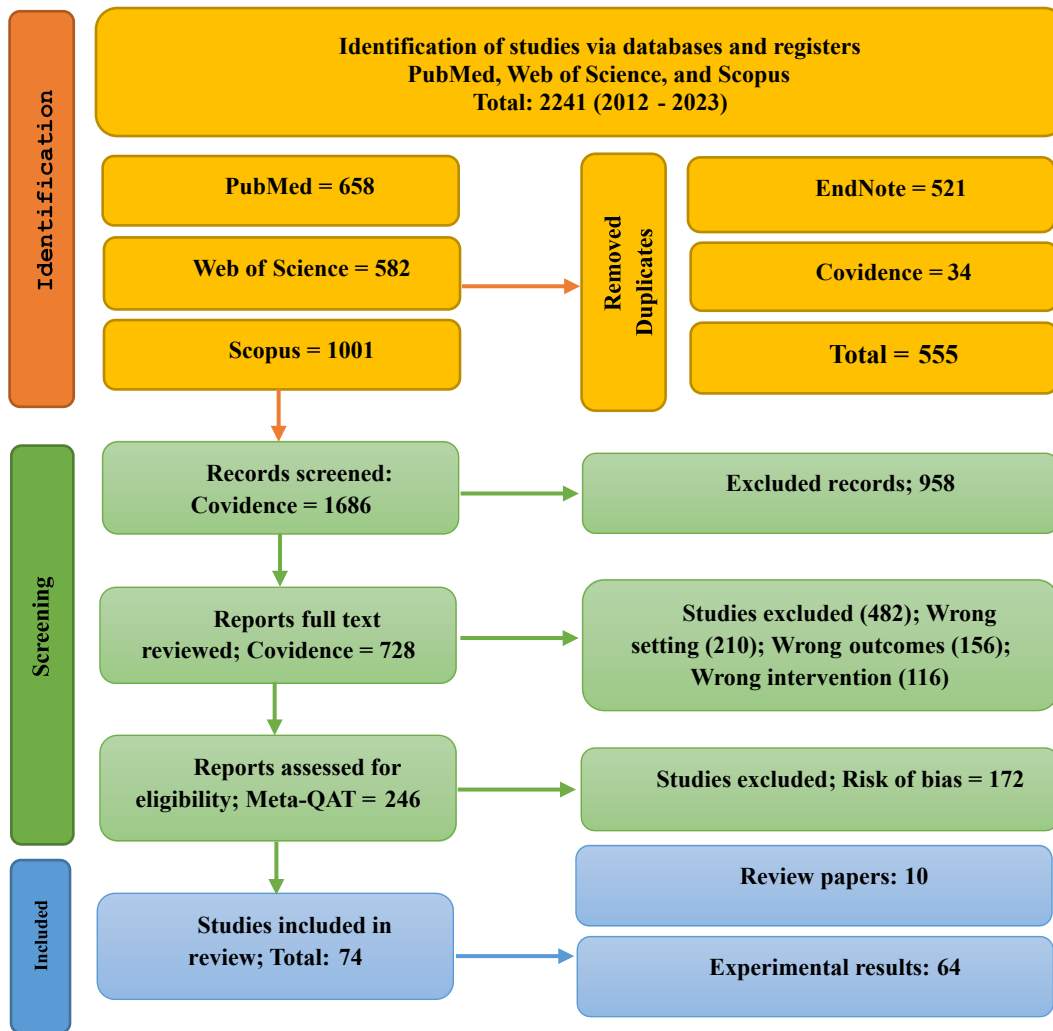 Identification
Identification of studies via databases and registers
PubMed, Web of Science, and Scopus
Total: 2241 (2012 - 2023)
PubMed = 658
Web of Science = 582
Scopus = 1001
Removed
Duplicates
EndNote = 521
Covidence = 34
Total = 555
Screening
Records screened:
Covidence = 1686
Excluded records; 958
Reports full text
reviewed; Covidence = 728
Studies excluded (482); Wrong
setting (210); Wrong outcomes (156);
Wrong intervention (116)
Reports assessed for
eligibility; Meta-QAT = 246
Studies excluded; Risk of bias = 172
Included
Studies included in
review; Total: 74
Review papers: 10
Experimental results: 64